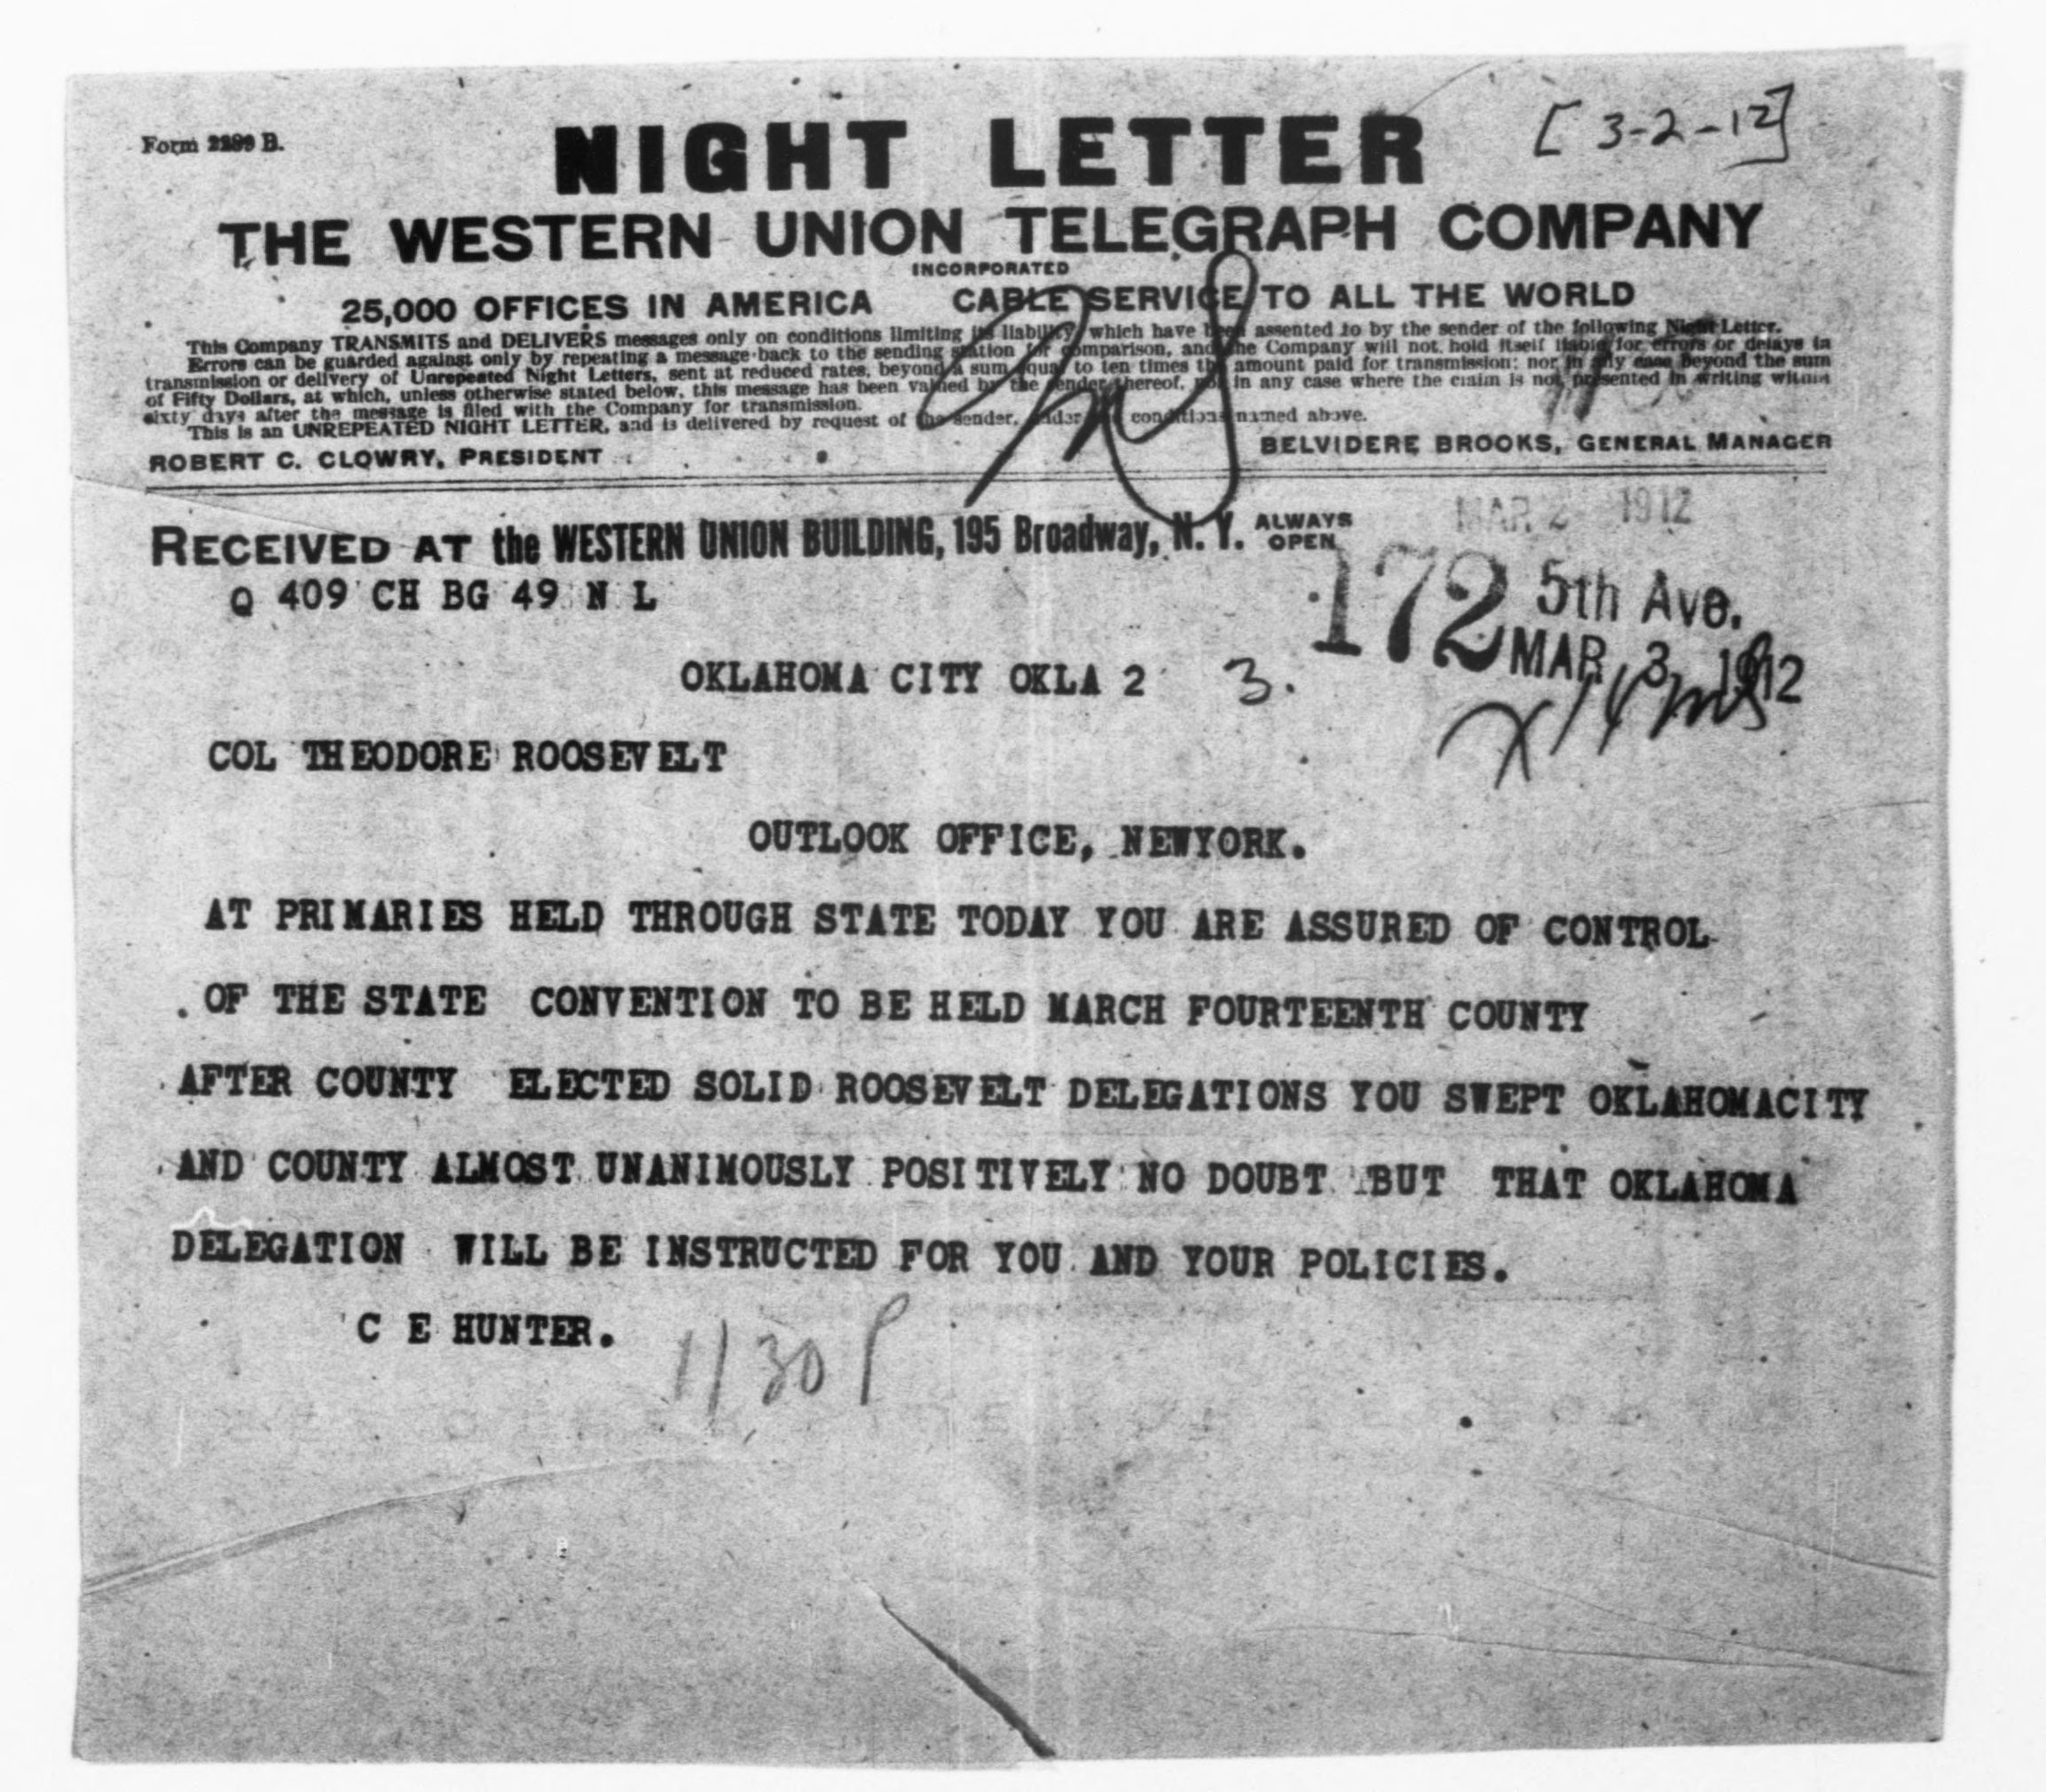 [3-2-12]
Form 2289 B.
NIGHT LETTER
THE WESTERN UNION TELEGRAPH COMPANY
INCORPORATED
25,000 OFFICES IN AMERICA CABLE SERVICE TO ALL THE WORLD
This Company TRANSMITS and DELIVERS messages only on conditions limiting its liability, which have been assented to by the sender of the following Night Letter.
Errors can be guarded against only by repeating a message back to the sending station for comparison, and the Company will not hold itself liable for errors or delays in
transmission or delivery of Unrepeated Night Letters, sent at reduced rates, beyond a sum equal to ten times the amount paid for transmission; nor in any case beyond the sum
of Fifty Dollars, at which, unless otherwise stated below, this message has been valued by the sender thereof, nor in any case where the claim is not presented in writing within
sixty days after the message is filed with the Company for transmission.
This is an UNREPEATED NIGHT LETTER, and is delivered by request of the sender, under the conditions named above.
ROBERT C. CLOWRY, PRESIDENT BELVIDERE BROOKS, GENERAL MANAGER
MAR 2 1912
RECEIVED AT the WESTERN UNION BUILDING, 195 Broadway, N. Y. ALWAYS OPEN
172 5th Ave.
MAR 3 1912
Q 409 CH BG 49 N L
OKLAHOMA CITY OKLA 2 3.
COL THEODORE ROOSEVELT
OUTLOOK OFFICE, NEWYORK.
AT PRIMARIES HELD THROUGH STATE TODAY YOU ARE ASSURED OF CONTROL
OF THE STATE CONVENTION TO BE HELD MARCH FOURTEENTH COUNTY
AFTER COUNTY ELECTED SOLID ROOSEVELT DELEGATIONS YOU SWEPT OKLAHOMACITY
AND COUNTY ALMOST UNANIMOUSLY POSITIVELY NO DOUBT BUT THAT OKLAHOMA
DELEGATION WILL BE INSTRUCTED FOR YOU AND YOUR POLICIES.
C E HUNTER.
1130 P